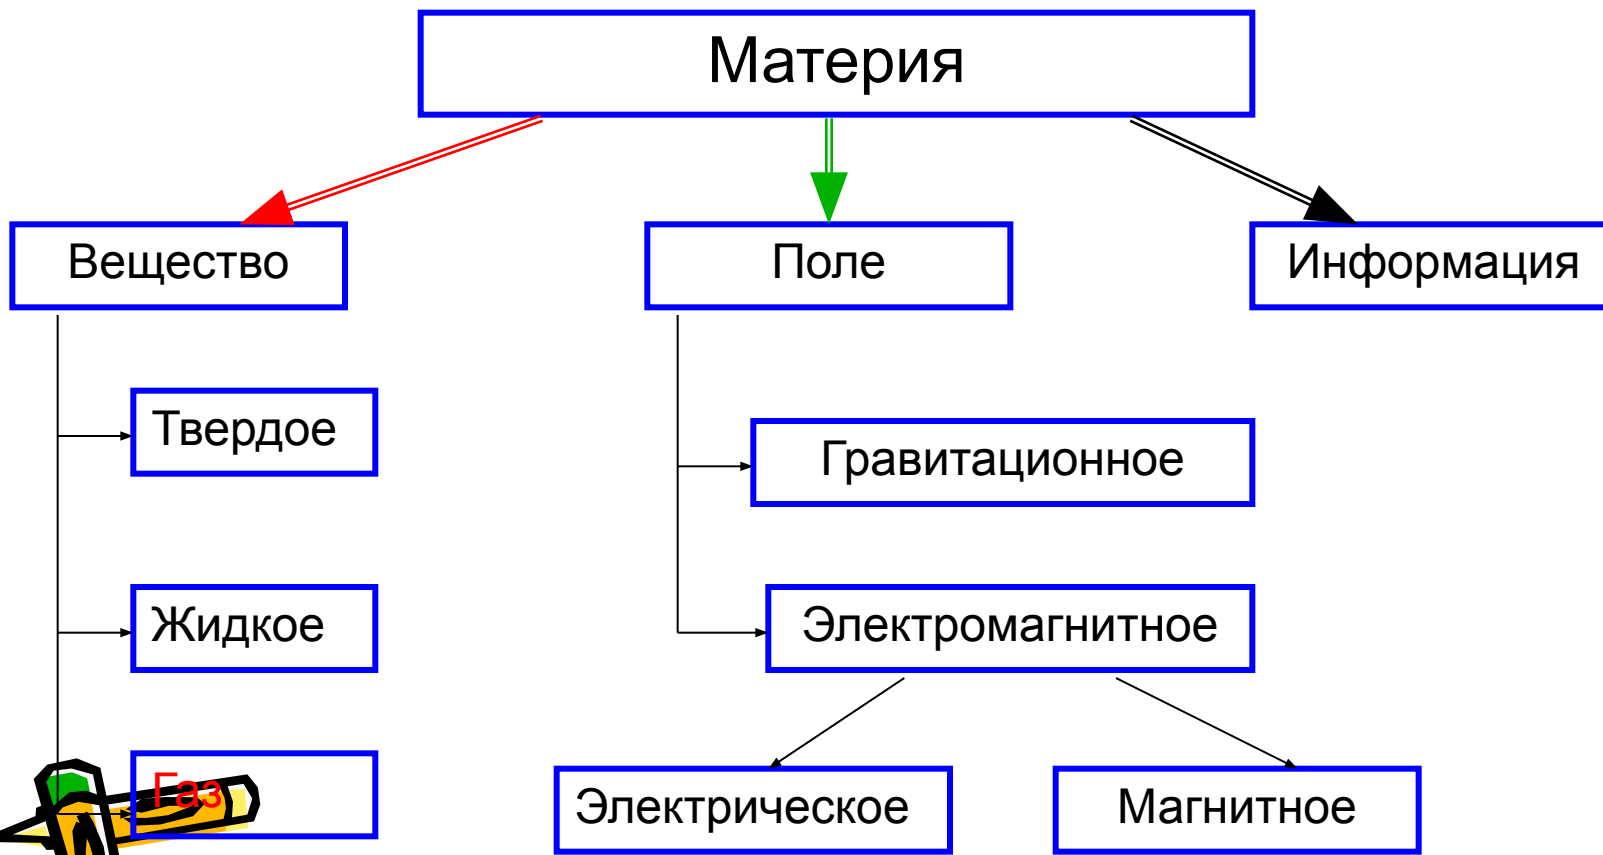 Материя
Вещество
Поле
Информация
Твердое
Гравитационное
Жидкое
Электромагнитное
Газ
Электрическое
Магнитное